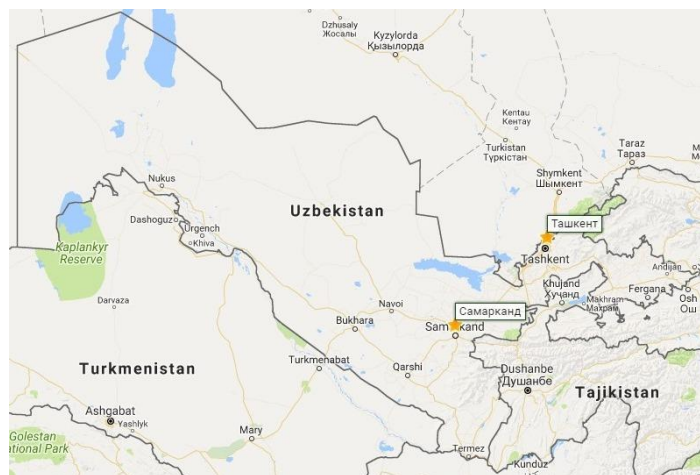 Dzhusaly
Жосалы
Kyzylorda
Қызылорда
Kentau
Кентау
Turkistan
Түркістан
Taraz
Тараз
Shymkent
Шымкент
Nukus
Uzbekistan
Ташкент
Tashkent
Dashoguz
Urgench
Khiva
Kaplankyr
Reserve
Khujand
Хуҷанд
Andijan
Fergana
Osh
Ош
Makhram
Махрам
Darvaza
Navoi
Самарканд
Bukhara
Turkmenistan
Turkmenabat
Qarshi
Dushanbe
Душанбе
Tajikistan
Ashgabat
Yashlyk
Mary
Golestan
National Park
Termez
Kunduz